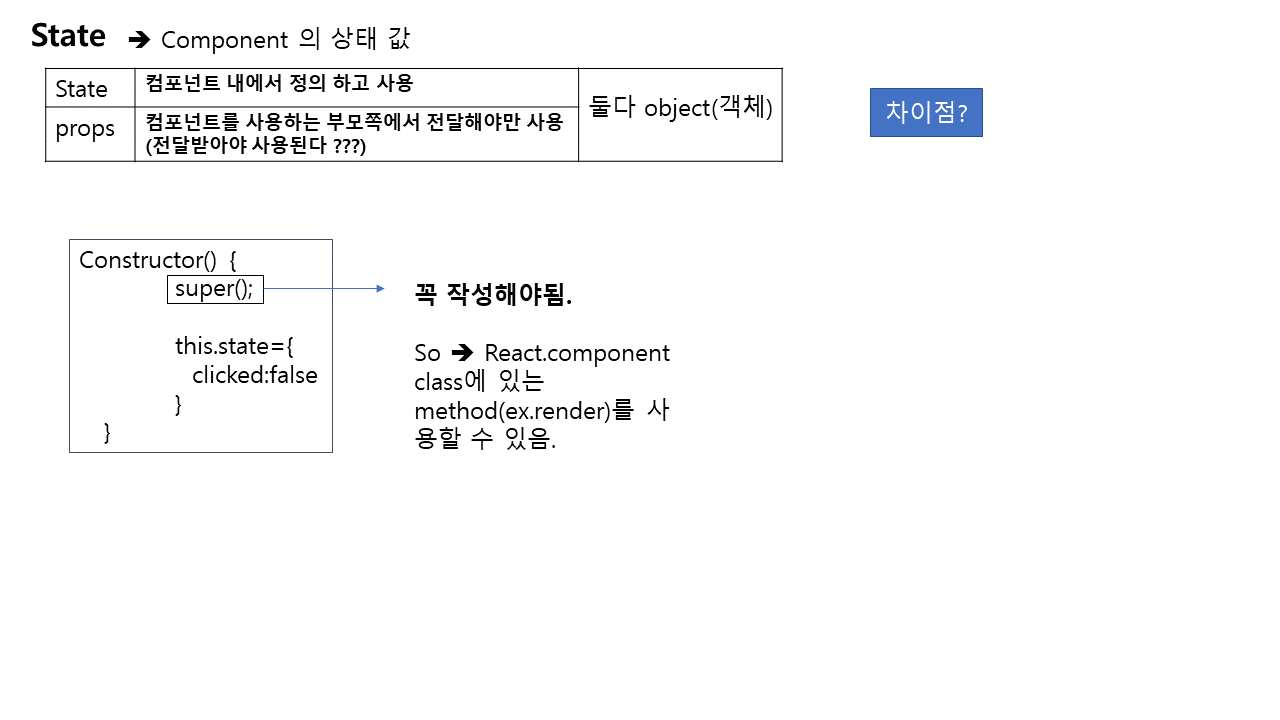 State ➔ Component 의 상태 값
State
컴포넌트 내에서 정의 하고 사용
props
컴포넌트를 사용하는 부모쪽에서 전달해야만 사용
(전달받아야 사용된다 ???)
둘다 object(객체)
차이점?
Constructor() {
super();
this.state={
clicked:false
}
}
꼭 작성해야됨.
So ➔ React.component
class에 있는
method(ex.render)를 사
용할 수 있음.